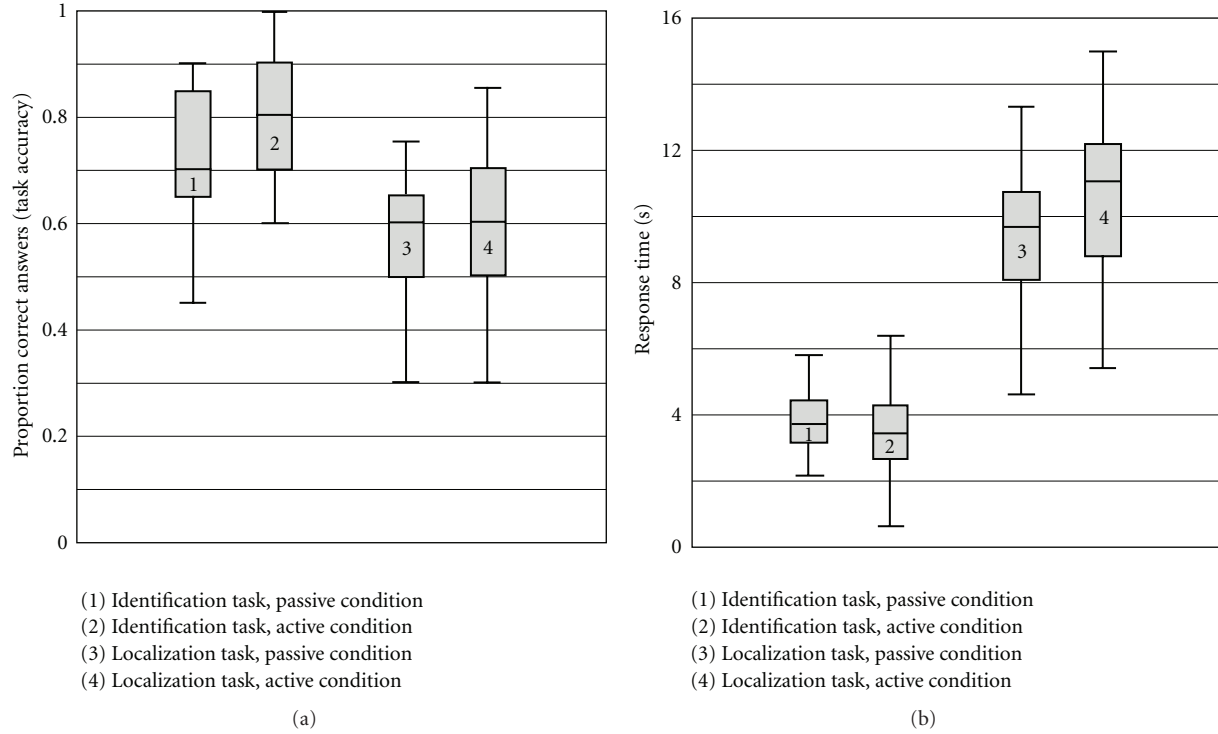 Proportion correct answers (task accuracy)
1
0.8
0.6
0.4
0.2
0
1
2
3
4
(1) Identification task, passive condition
(2) Identification task, active condition
(3) Localization task, passive condition
(4) Localization task, active condition
(a)
Response time (s)
16
12
8
4
0
1
2
3
4
(1) Identification task, passive condition
(2) Identification task, active condition
(3) Localization task, passive condition
(4) Localization task, active condition
(b)